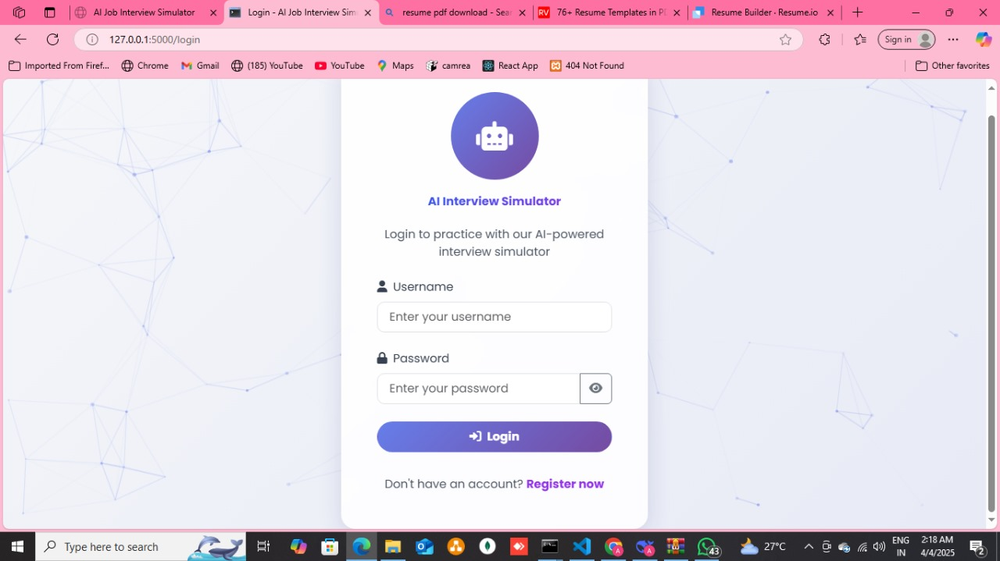 AI Job Interview Simulator
Login - AI Job Interview Sim
resume pdf download - Sear
76+ Resume Templates in PD
Resume Builder · Resume.io
127.0.0.1:5000/login
Sign in
Imported From Firef...
Chrome
Gmail
(185) YouTube
YouTube
Maps
camrea
React App
404 Not Found
Other favorites
AI Interview Simulator
Login to practice with our AI-powered
interview simulator
Username
Enter your username
Password
Enter your password
Login
Don't have an account? Register now
Type here to search
43
27°C
ENG
IN
2:18 AM
4/4/2025
2